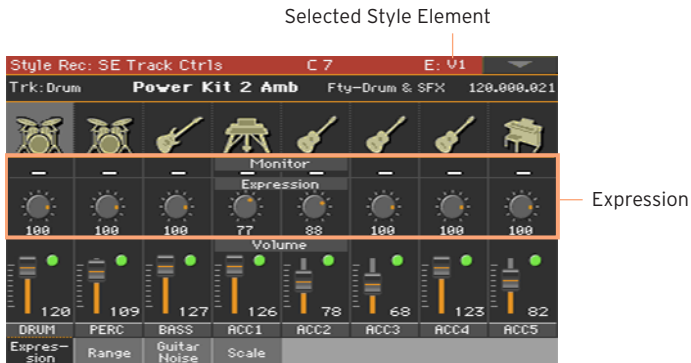 Selected Style Element
Style Rec: SE Track Ctrls C 7 E: V1
Trk:Drum Power Kit 2 Amb Fty-Drum & SFX 120.000.021
Monitor
Expression
Expression
100 100 100 77 88 100 100 100
Volume
120 109 127 126 78 68 123 82
DRUM PERC BASS ACC1 ACC2 ACC3 ACC4 ACC5
Expres-
sion
Range
Guitar
Noise
Scale